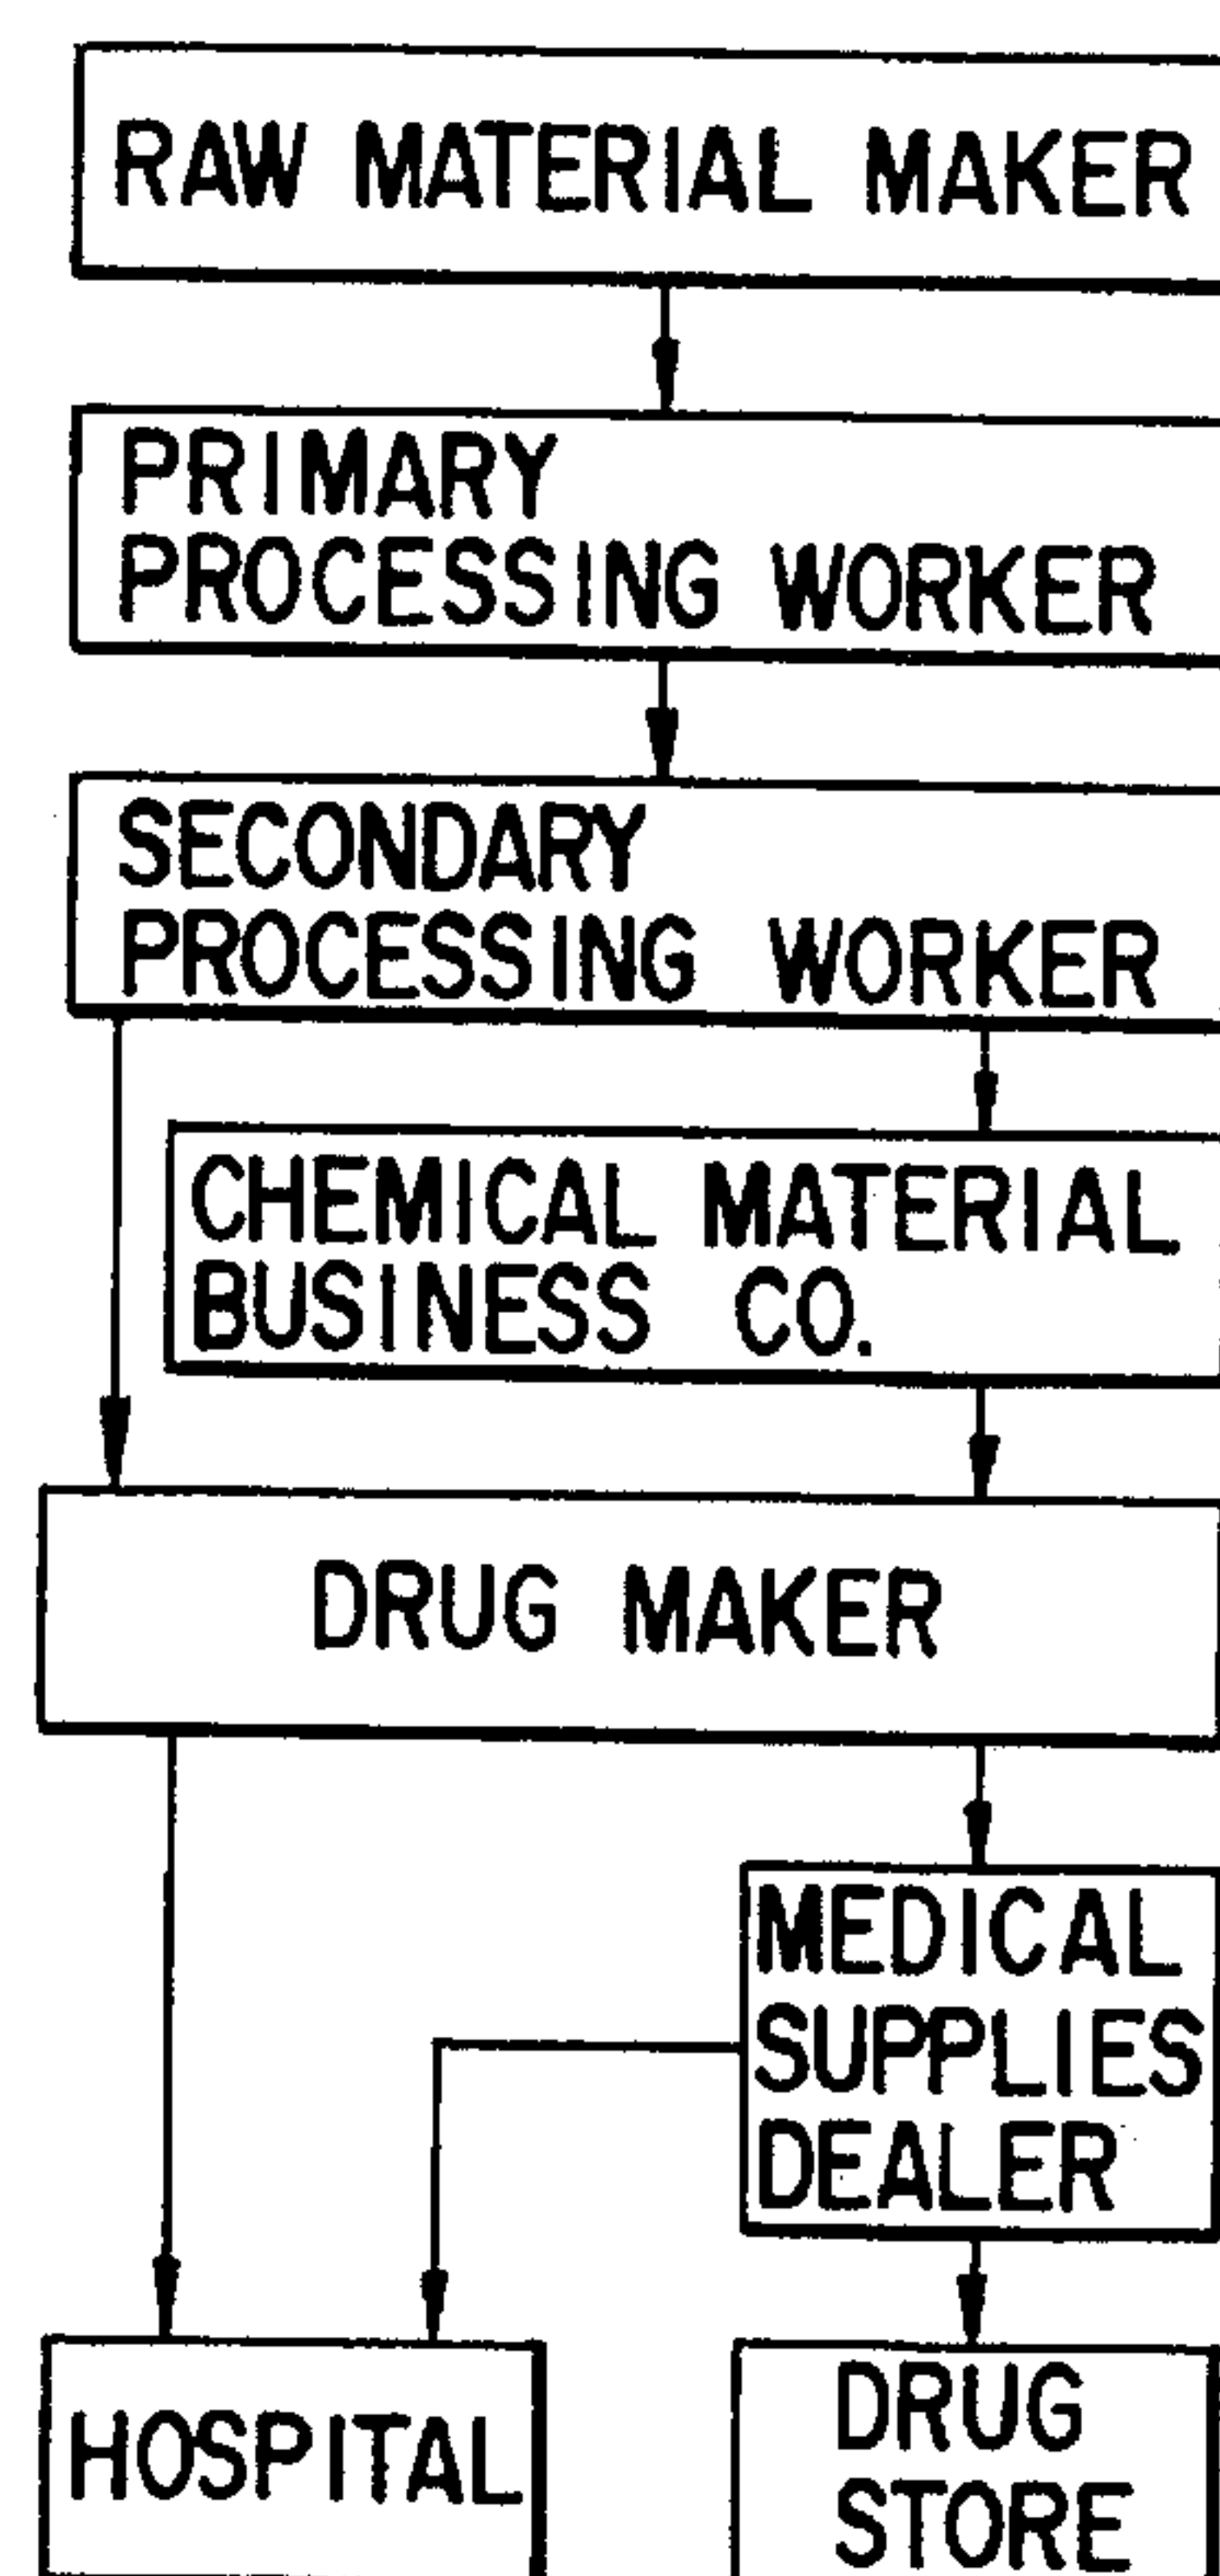 RAW MATERIAL MAKER
PRIMARY
PROCESSING WORKER
SECONDARY
PROCESSING WORKER
CHEMICAL MATERIAL
BUSINESS CO.
DRUG MAKER
MEDICAL
SUPPLIES
DEALER
HOSPITAL
DRUG
STORE